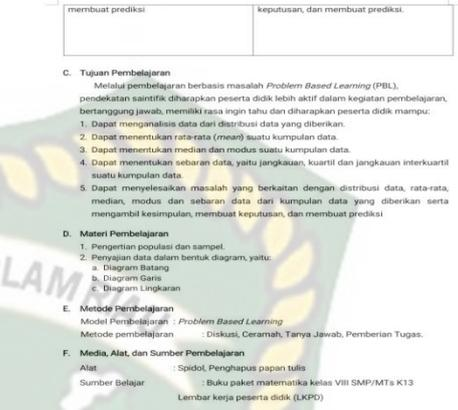 membuat prediksi
keputusan, dan membuat prediksi.
C. Tujuan Pembelajaran
Melalui pembelajaran berbasis masalah Problem Based Learning (PBL),
pendekatan saintifik diharapkan peserta didik lebih aktif dalam kegiatan pembelajaran,
bertanggung jawab, memiliki rasa ingin tahu dan diharapkan peserta didik mampu:
1. Dapat menganalisis data dari distribusi data yang diberikan.
2. Dapat menentukan rata-rata (mean) suatu kumpulan data.
3. Dapat menentukan median dan modus suatu kumpulan data.
4. Dapat menentukan sebaran data, yaitu jangkauan, kuartil dan jangkauan interkuartil
suatu kumpulan data.
5. Dapat menyelesaikan masalah yang berkaitan dengan distribusi data, rata-rata,
median, modus dan sebaran data dari kumpulan data yang diberikan serta
mengambil kesimpulan, membuat keputusan, dan membuat prediksi
D. Materi Pembelajaran
1. Pengertian populasi dan sampel.
2. Penyajian data dalam bentuk diagram, yaitu:
a. Diagram Batang
b. Diagram Garis
c. Diagram Lingkaran
E. Metode Pembelajaran
Model Pembelajaran : Problem Based Learning
Metode pembelajaran : Diskusi, Ceramah, Tanya Jawab, Pemberian Tugas.
F. Media, Alat, dan Sumber Pembelajaran
Alat : Spidol, Penghapus papan tulis
Sumber Belajar : Buku paket matematika kelas VIII SMP/MTs K13
Lembar kerja peserta didik (LKPD)